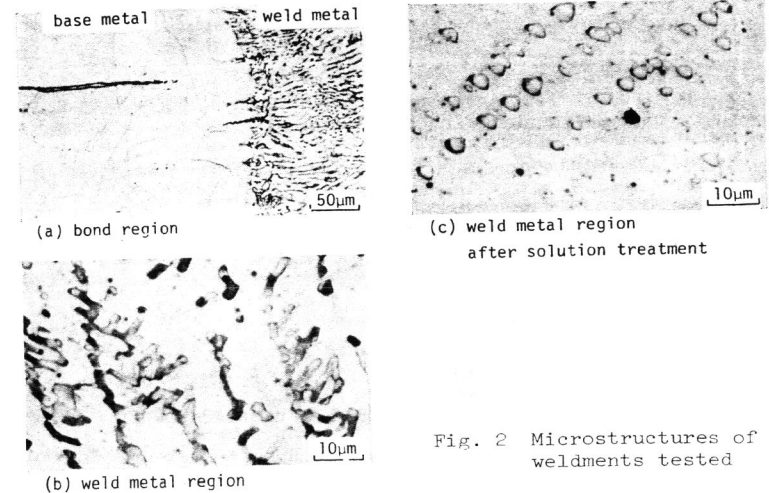 base metal
weld metal
50μm
(a) bond region
10μm
(b) weld metal region
10μm
(c) weld metal region
after solution treatment
Fig. 2 Microstructures of
weldments tested